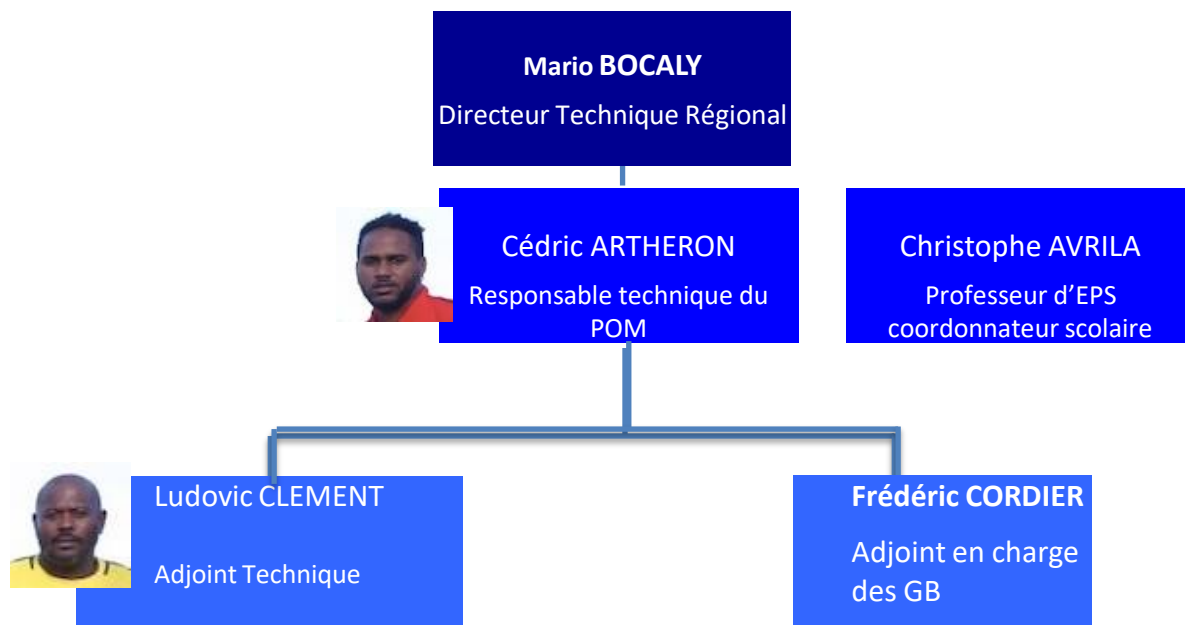 Mario BOCALY
Directeur Technique Régional
Cédric ARTHERON
Responsable technique du
POM
Christophe AVRILA
Professeur d’EPS
coordonnateur scolaire
Ludovic CLEMENT
Adjoint Technique
Frédéric CORDIER
Adjoint en charge
des GB